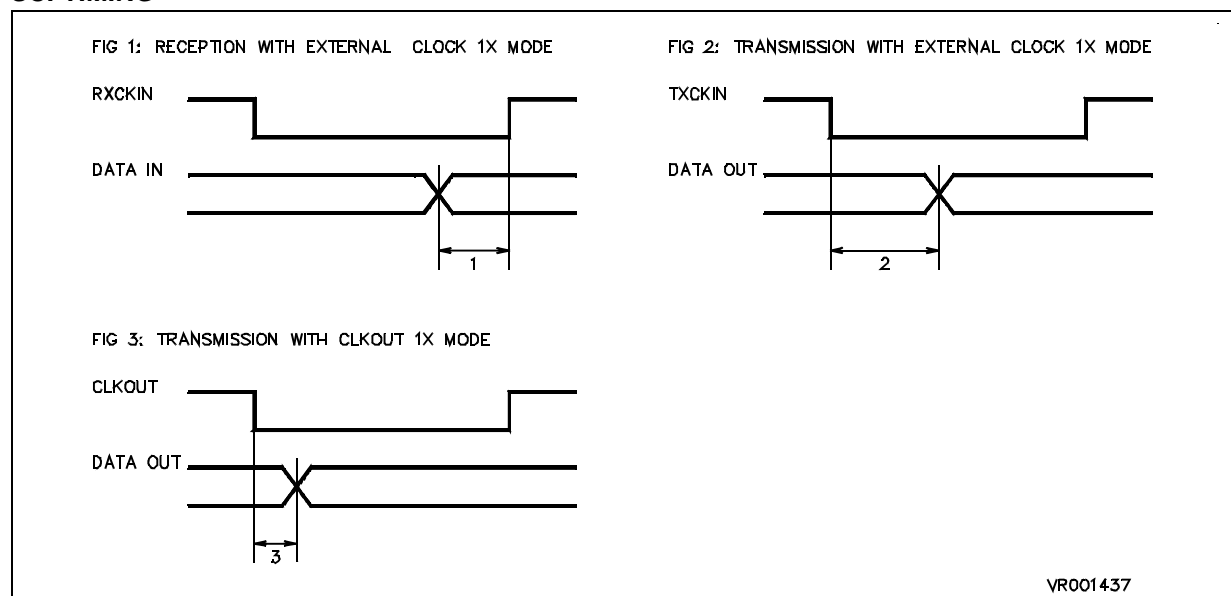 FIG 1: RECEPTION WITH EXTERNAL CLOCK 1X MODE
RXCKIN
DATA IN
1
FIG 2: TRANSMISSION WITH EXTERNAL CLOCK 1X MODE
TXCKIN
DATA OUT
2
FIG 3: TRANSMISSION WITH CLKOUT 1X MODE
CLKOUT
DATA OUT
3
VR001437